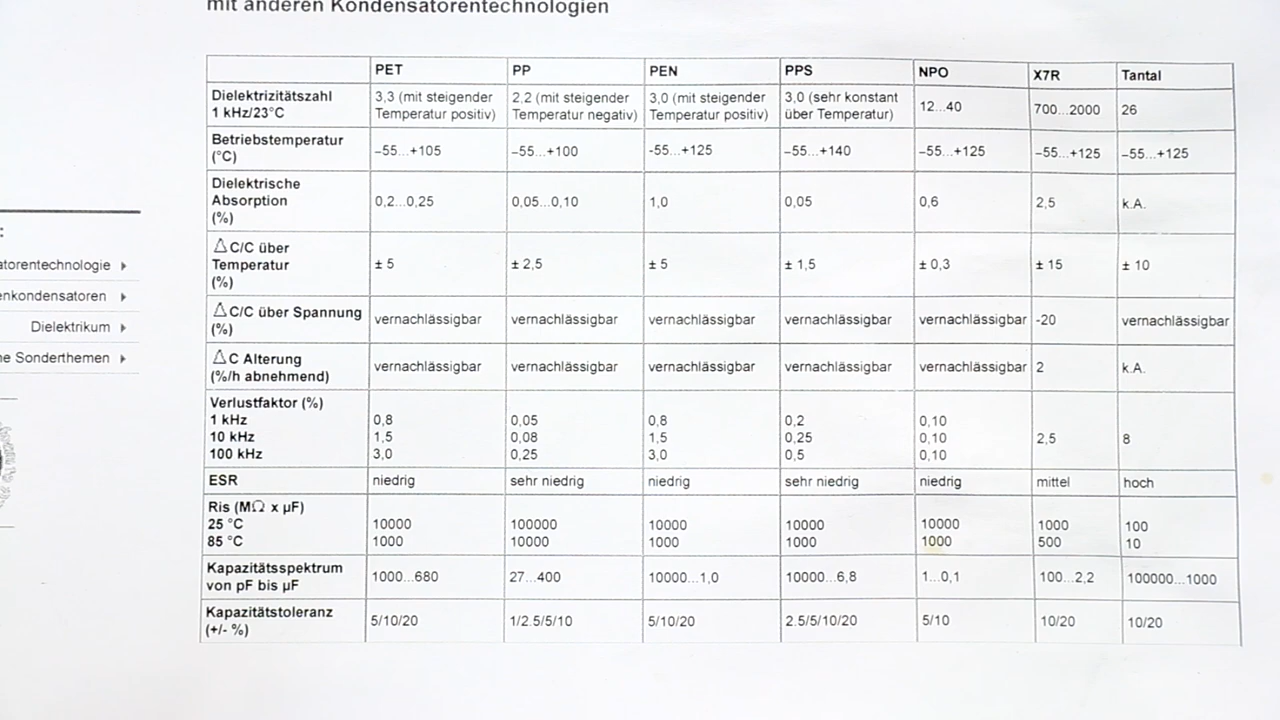 mit anderen Kondensatorentechnologien
PET PP PEN PPS NPO X7R Tantal
Dielektrizitätszahl
1 kHz/23°C
3,3 (mit steigender
Temperatur positiv)
2,2 (mit steigender
Temperatur negativ)
3,0 (mit steigender
Temperatur positiv)
3,0 (sehr konstant
über Temperatur)
12...40
700...2000
26
Betriebstemperatur
(°C)
–55...+105
-55...+100
-55...+125
–55...+140
-55...+125
–55...+125
–55...+125
Dielektrische
Absorption
(%)
0,2...0,25
0,05...0,10
1,0
0,05
0,6
2,5
k.A.
△C/C über
Temperatur
(%)
± 5
± 2,5
± 5
± 1,5
± 0,3
± 15
± 10
△C/C über Spannung
(%)
vernachlässigbar
vernachlässigbar
vernachlässigbar
vernachlässigbar
vernachlässigbar
-20
vernachlässigbar
△C Alterung
(%/h abnehmend)
vernachlässigbar
vernachlässigbar
vernachlässigbar
vernachlässigbar
vernachlässigbar
2
k.A.
Verlustfaktor (%)
1 kHz 0,8 0,05 0,8 0,2 0,10
10 kHz 1,5 0,08 1,5 0,25 0,10 2,5 8
100 kHz 3,0 0,25 3,0 0,5 0,10
ESR niedrig sehr niedrig niedrig sehr niedrig niedrig mittel hoch
Ris (MΩ x µF)
25 °C 10000 100000 10000 10000 10000 1000 100
85 °C 1000 10000 1000 1000 1000 500 10
Kapazitätsspektrum
von pF bis µF
1000...680
27...400
10000...1,0
10000...6,8
1...0,1
100...2,2
100000...1000
Kapazitätstoleranz
(+/- %)
5/10/20
1/2.5/5/10
5/10/20
2.5/5/10/20
5/10
10/20
10/20
:
atorentechnologie
enkondensatoren
Dielektrikum
ne Sonderthemen